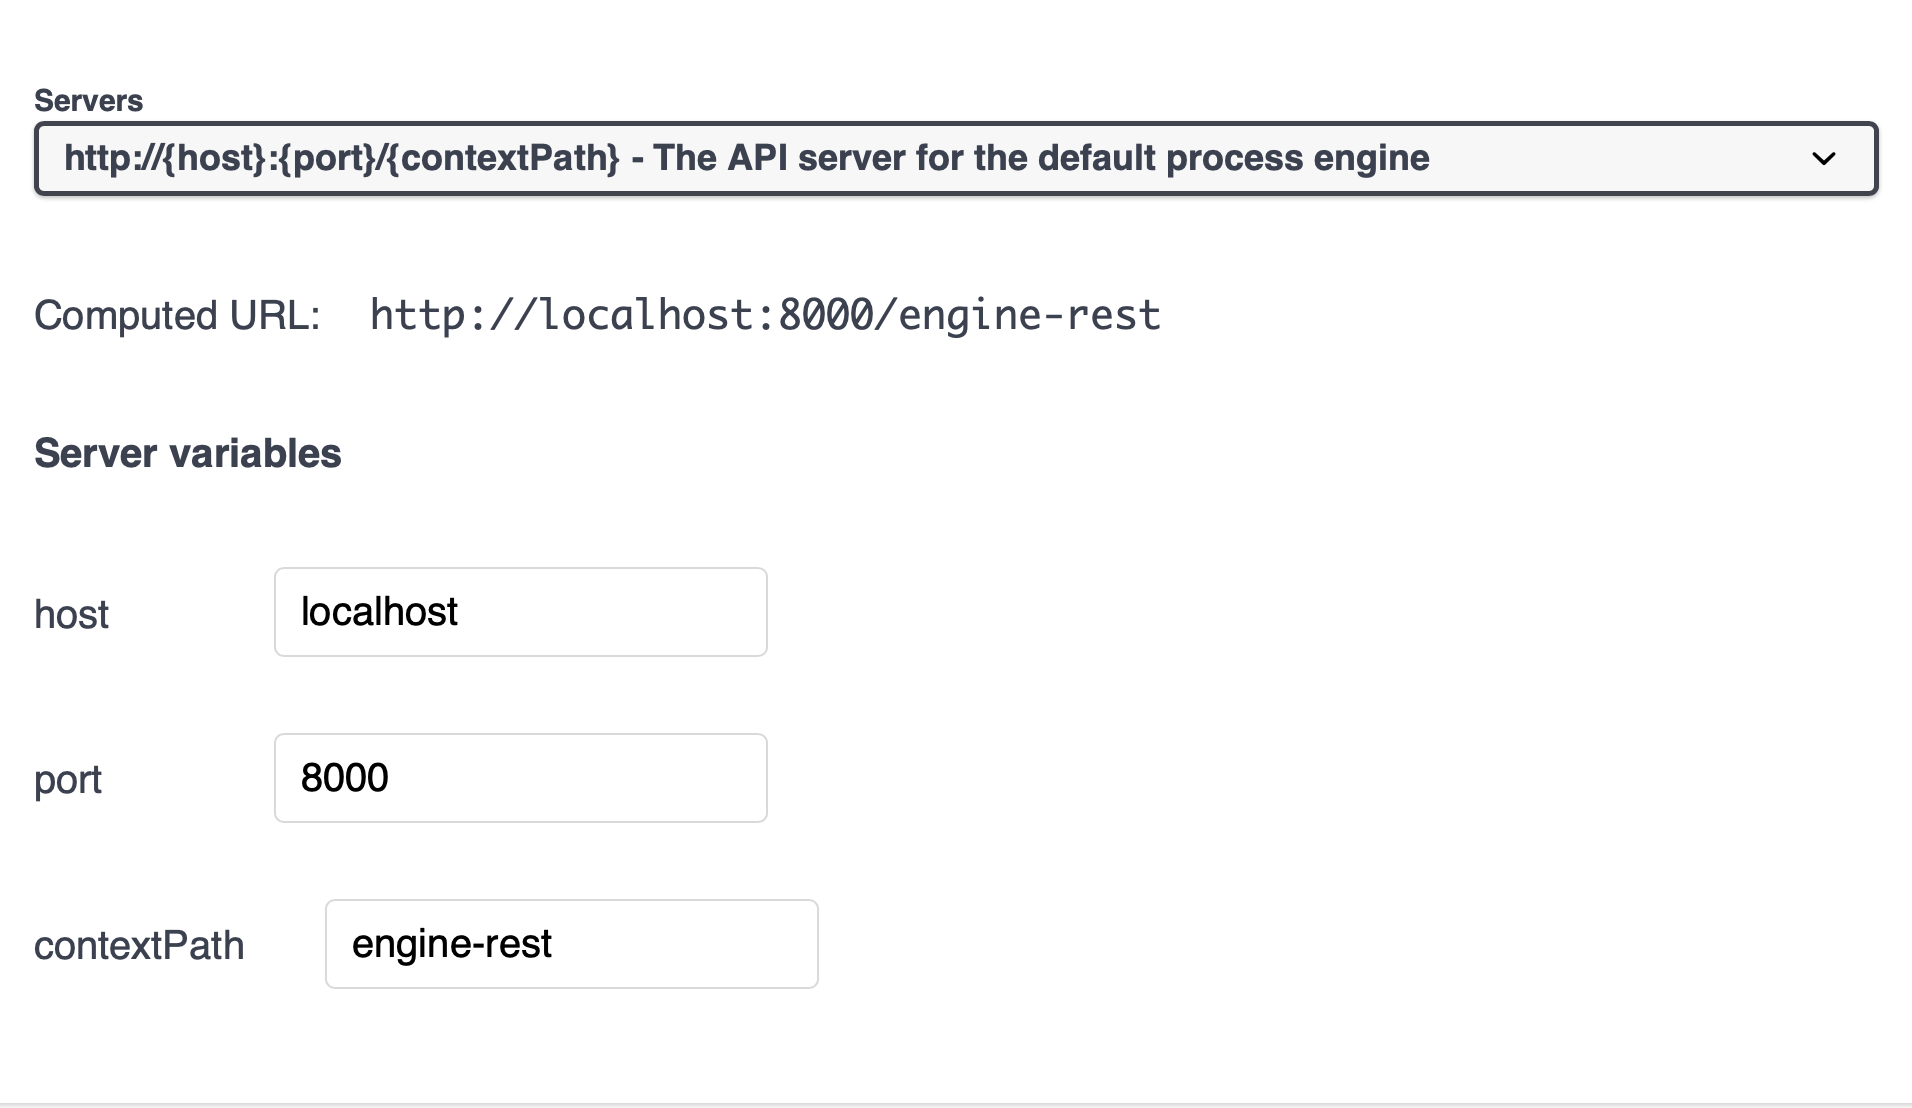 Servers
http://{host}:{port}/{contextPath} - The API server for the default process engine
Computed URL: http://localhost:8000/engine-rest
Server variables
host localhost
port 8000
contextPath engine-rest